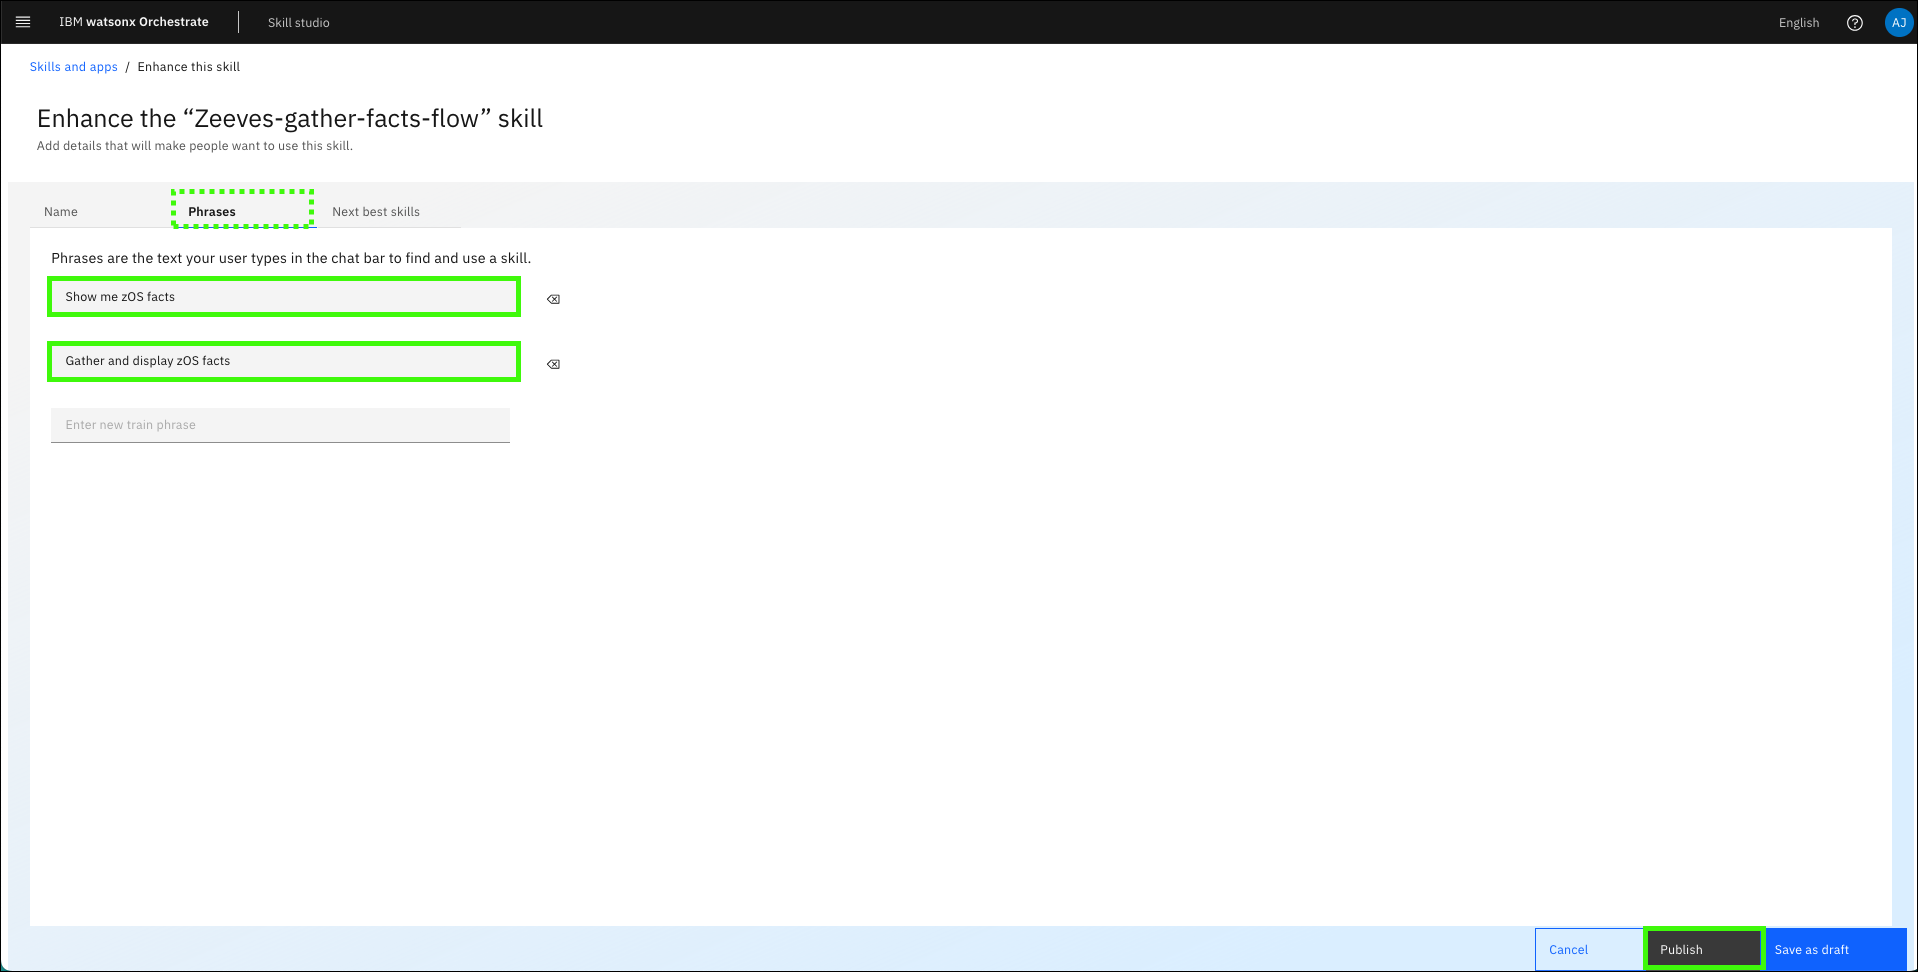 IBM watsonx Orchestrate
Skill studio
English
AJ
Skills and apps / Enhance this skill
Enhance the “Zeeves-gather-facts-flow” skill
Add details that will make people want to use this skill.
Name
Phrases
Next best skills
Phrases are the text your user types in the chat bar to find and use a skill.
Show me zOS facts
Gather and display zOS facts
Enter new train phrase
Cancel
Publish
Save as draft